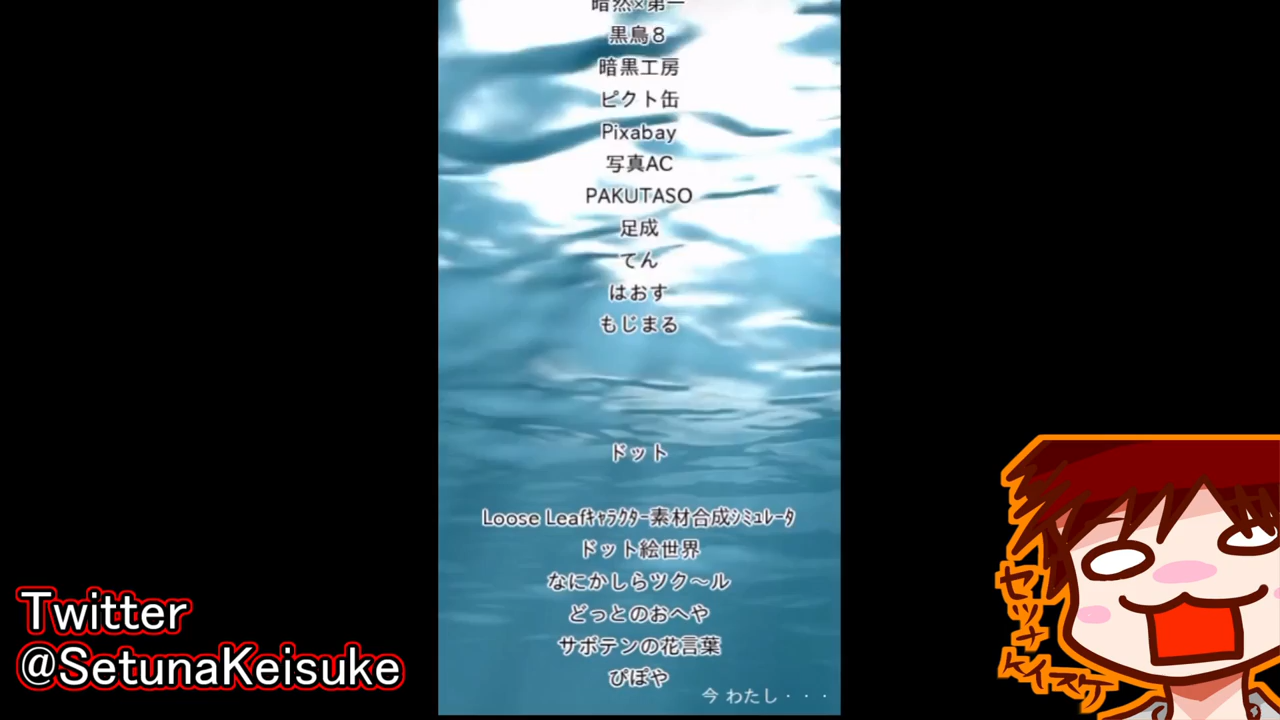 暗然×第一
黒鳥８
暗黒工房
ピクト缶
Pixabay
写真AC
PAKUTASO
足成
てん
はおす
もじまる
ドット
Loose Leafｷｬﾗｸﾀｰ素材合成ｼﾐｭﾚｰﾀ
ドット絵世界
なにかしらツク～ル
どっとのおへや
サボテンの花言葉
ぴぽや
今 わたし・・・
Twitter
@SetunaKeisuke
セツナ
ケイスケ